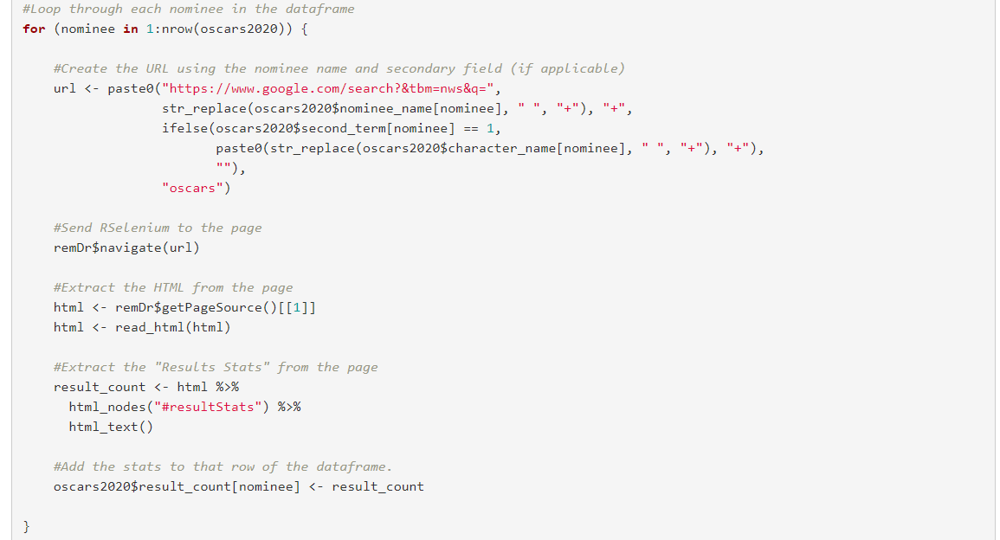 #Loop through each nominee in the dataframe
for (nominee in 1:nrow(oscars2020)) {
#Create the URL using the nominee name and secondary field (if applicable)
url <- paste0("https://www.google.com/search?&tbm=nws&q=",
str_replace(oscars2020$nominee_name[nominee], " ", "+"), "+",
ifelse(oscars2020$second_term[nominee] == 1,
paste0(str_replace(oscars2020$character_name[nominee], " ", "+"), "+"),
""),
"oscars")
#Send RSelenium to the page
remDr$navigate(url)
#Extract the HTML from the page
html <- remDr$getPageSource()[[1]]
html <- read_html(html)
#Extract the "Results Stats" from the page
result_count <- html %>%
html_nodes("#resultStats") %>%
html_text()
#Add the stats to that row of the dataframe.
oscars2020$result_count[nominee] <- result_count
}